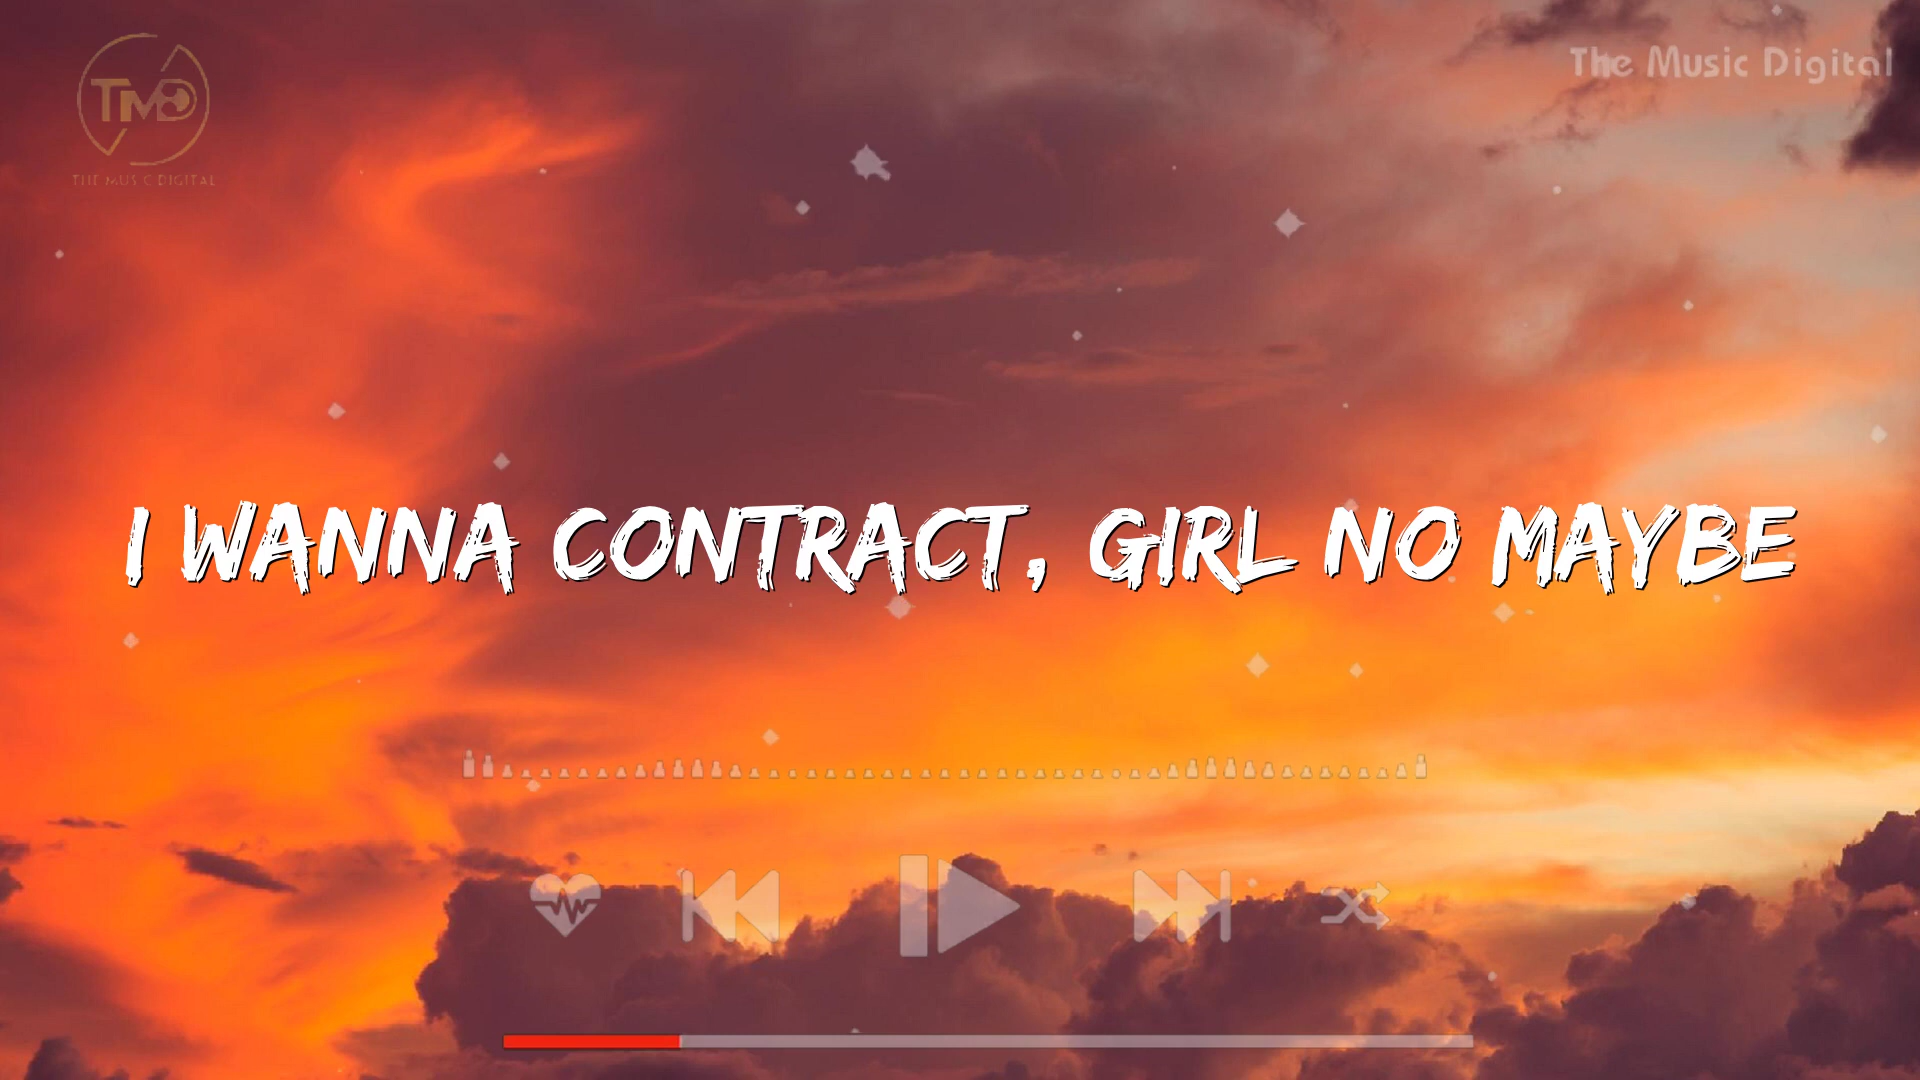 TMD
THE MUSIC DIGITAL
The Music Digital
I WANNA CONTRACT, GIRL NO MAYBE